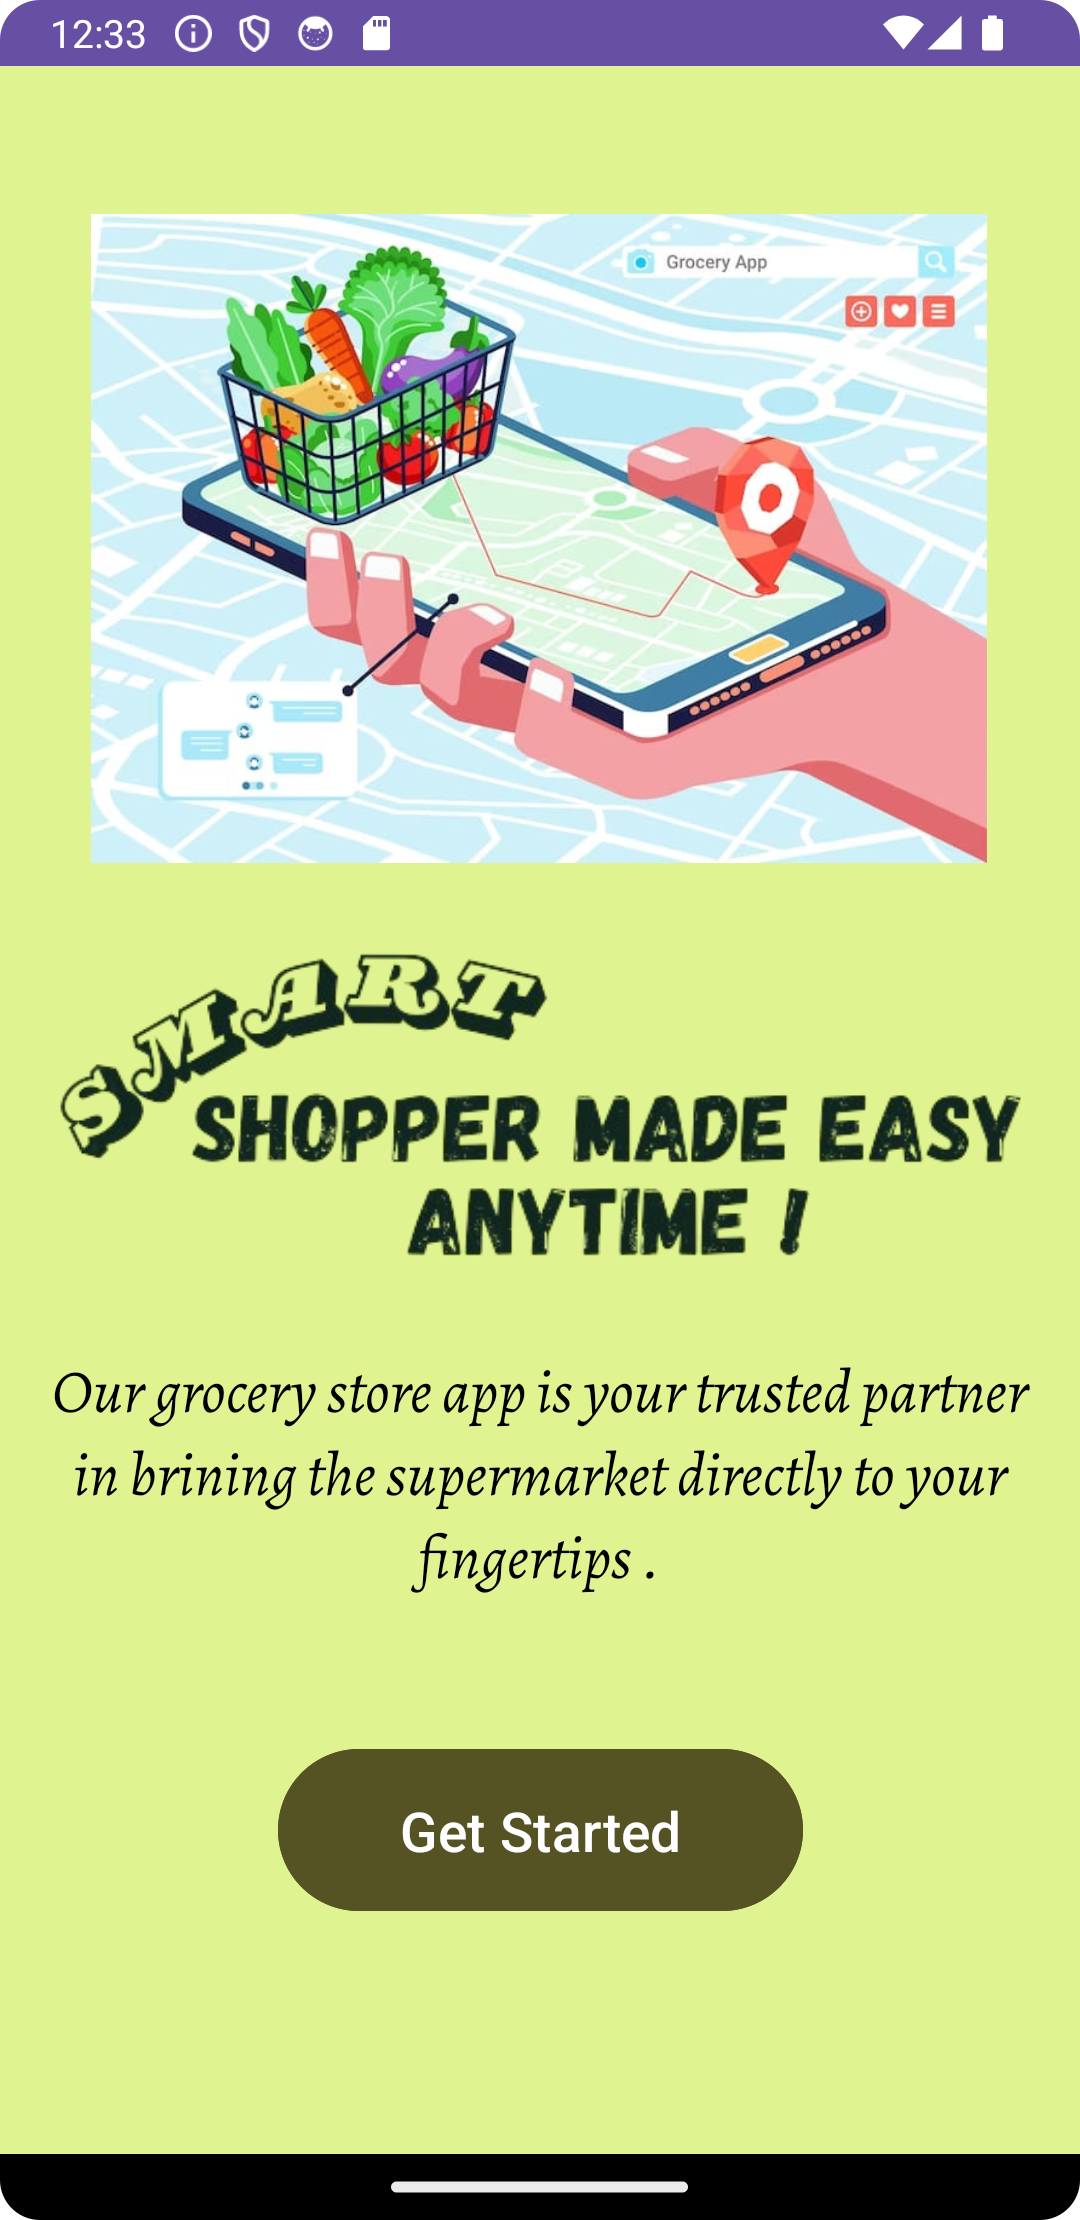 12:33
Grocery App
SMART
SHOPPER MADE EASY
ANYTIME !
Our grocery store app is your trusted partner
in brining the supermarket directly to your
fingertips .
Get Started